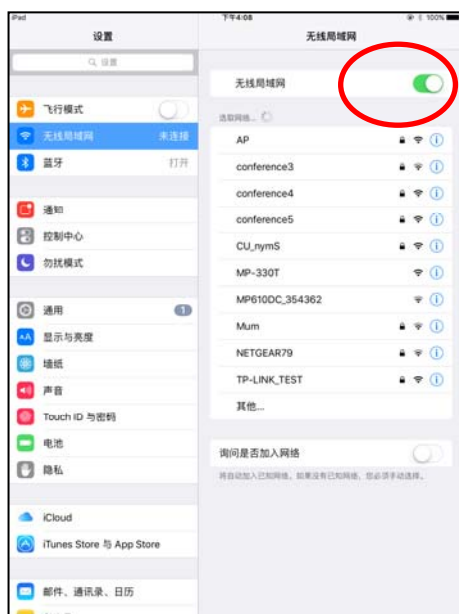 iPad 下午4:08 100%
设置
设置
飞行模式
无线局域网 未连接
蓝牙 打开
通知
控制中心
勿扰模式
通用 1
显示与亮度
墙纸
声音
Touch ID 与密码
电池
隐私
iCloud
iTunes Store 与 App Store
邮件、通讯录、日历
无线局域网
无线局域网
选取网络...
AP
conference3
conference4
conference5
CU_nymS
MP-330T
MP610DC_354362
Mum
NETGEAR79
TP-LINK_TEST
其他...
询问是否加入网络
将自动加入已知网络。如果没有已知网络，您必须手动选择。